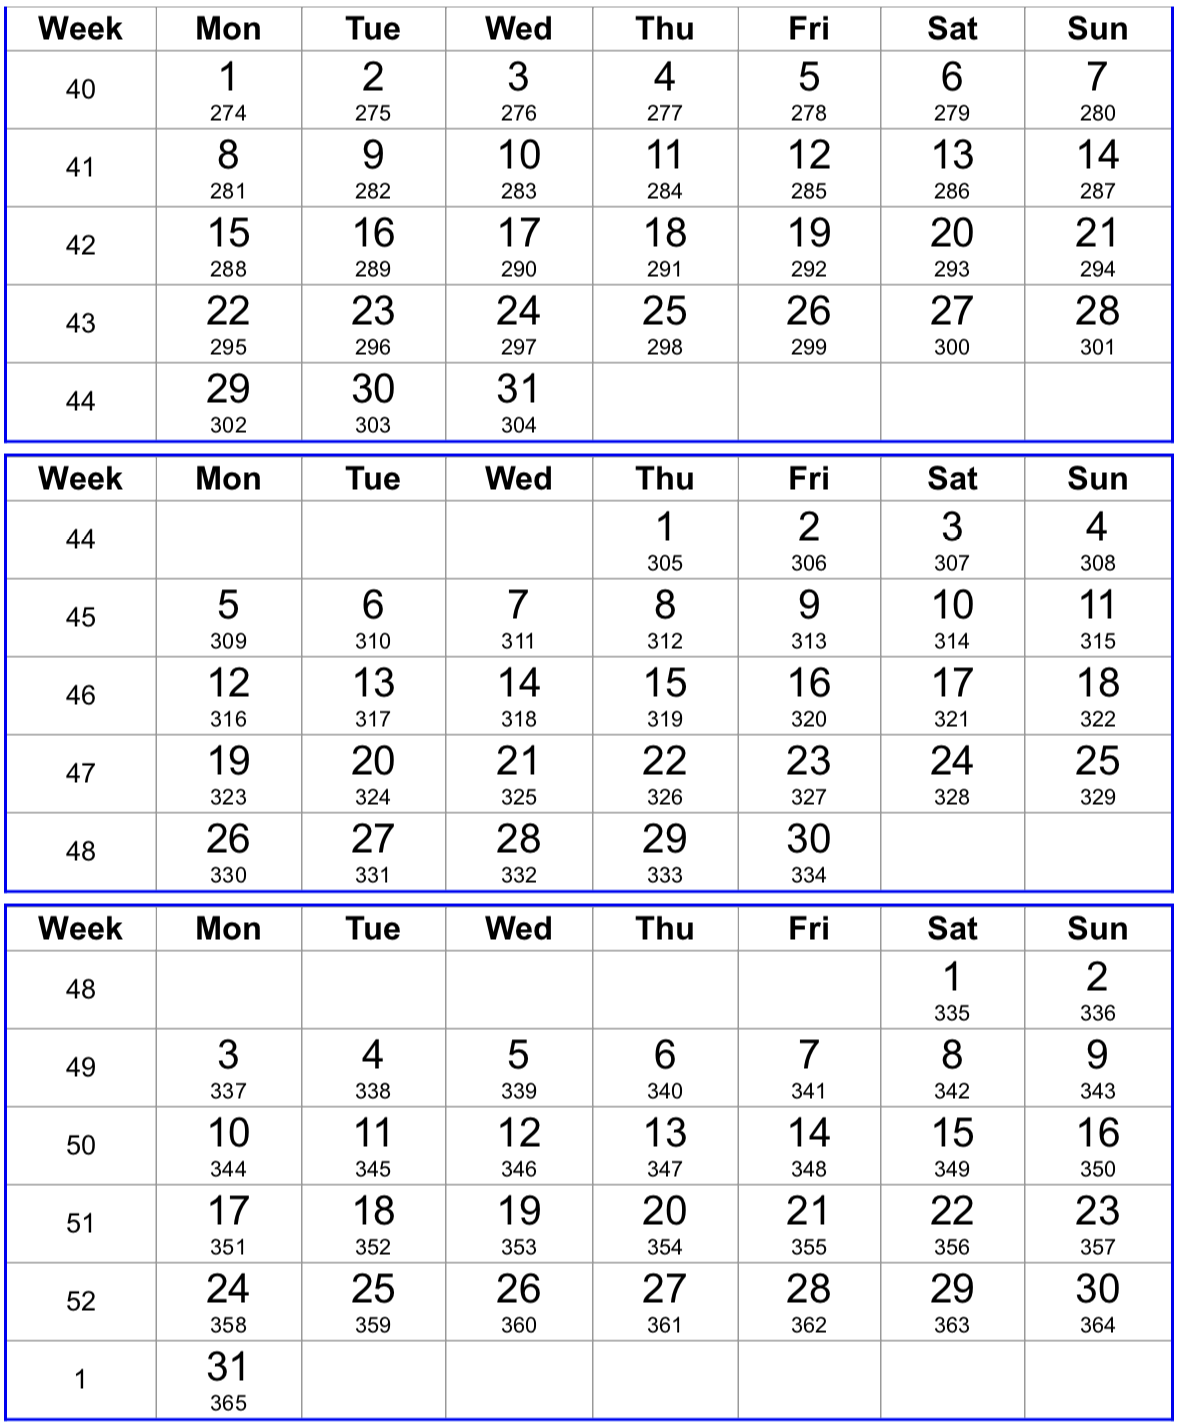 Week Mon Tue Wed Thu Fri Sat Sun
40 1 2 3 4 5 6 7
274 275 276 277 278 279 280
41 8 9 10 11 12 13 14
281 282 283 284 285 286 287
42 15 16 17 18 19 20 21
288 289 290 291 292 293 294
43 22 23 24 25 26 27 28
295 296 297 298 299 300 301
44 29 30 31
302 303 304
Week Mon Tue Wed Thu Fri Sat Sun
44 1 2 3 4
305 306 307 308
45 5 6 7 8 9 10 11
309 310 311 312 313 314 315
46 12 13 14 15 16 17 18
316 317 318 319 320 321 322
47 19 20 21 22 23 24 25
323 324 325 326 327 328 329
48 26 27 28 29 30
330 331 332 333 334
Week Mon Tue Wed Thu Fri Sat Sun
48 1 2
335 336
49 3 4 5 6 7 8 9
337 338 339 340 341 342 343
50 10 11 12 13 14 15 16
344 345 346 347 348 349 350
51 17 18 19 20 21 22 23
351 352 353 354 355 356 357
52 24 25 26 27 28 29 30
358 359 360 361 362 363 364
1 31
365